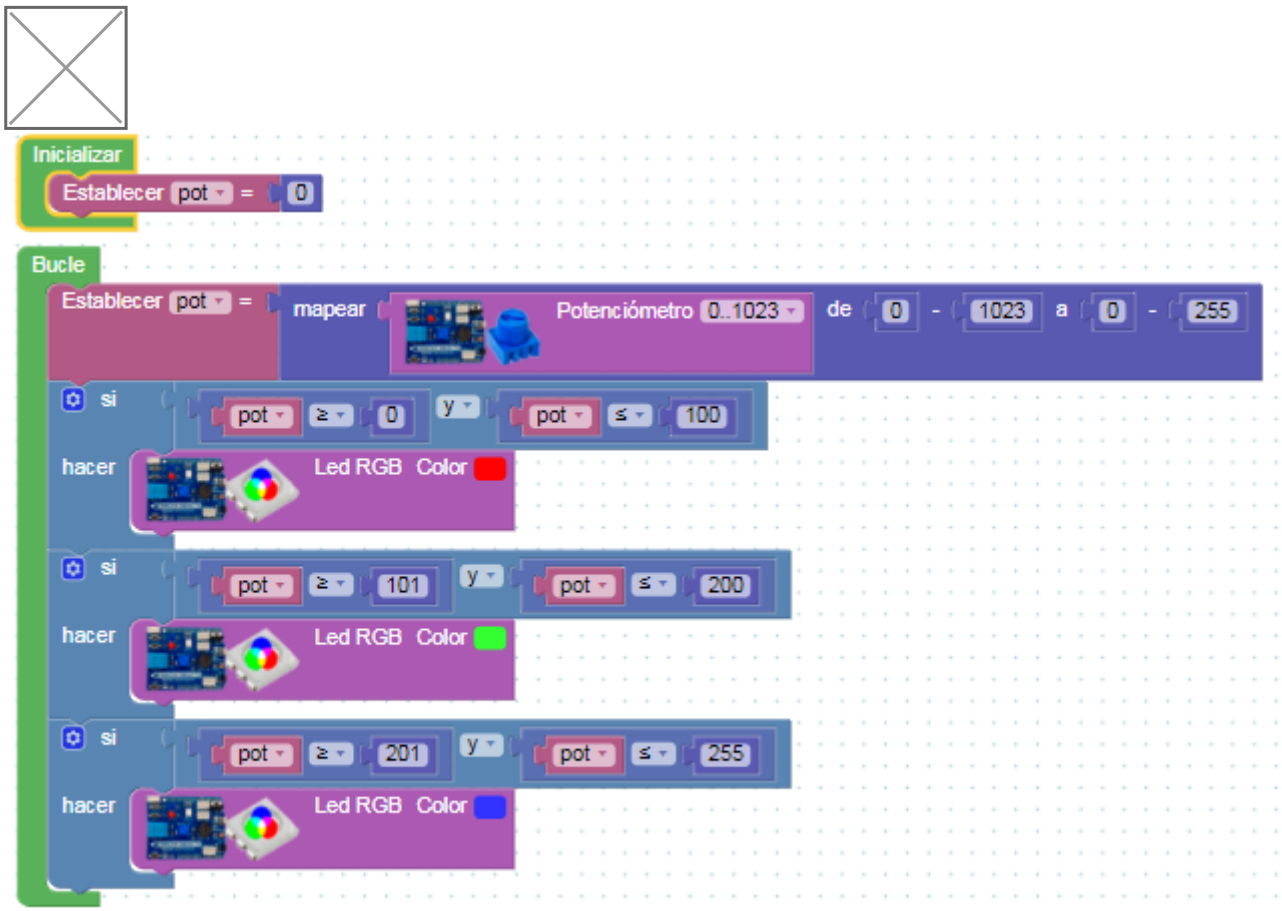 Inicializar
Establecer pot = 0
Bucle
Establecer pot = mapear Potenciómetro 0..1023 de 0 - 1023 a 0 - 255
si pot ≥ 0 y pot ≤ 100
hacer Led RGB Color
si pot ≥ 101 y pot ≤ 200
hacer Led RGB Color
si pot ≥ 201 y pot ≤ 255
hacer Led RGB Color